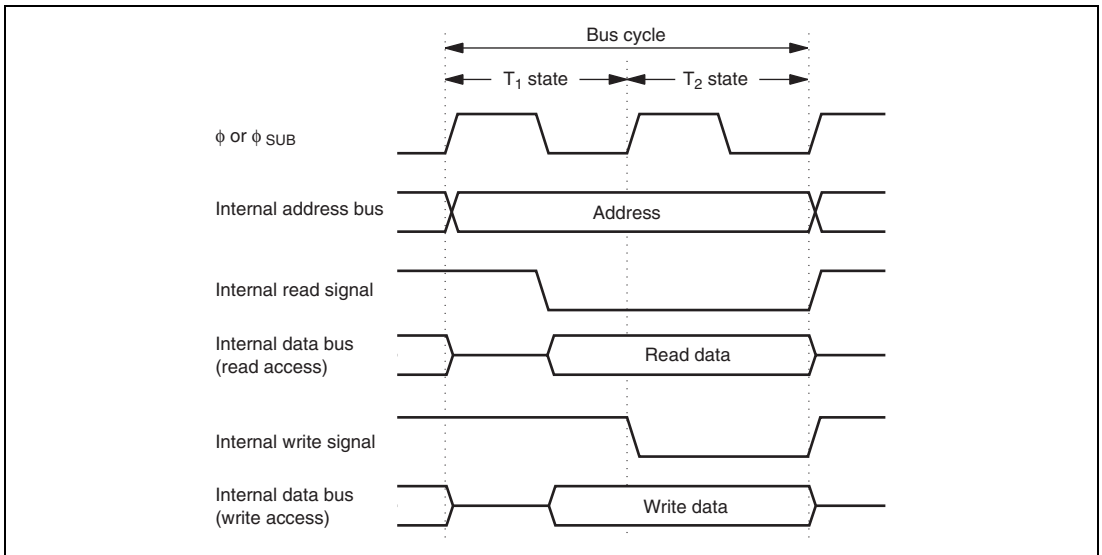 Bus cycle
T1 state
T2 state
ϕ or ϕ SUB
Internal address bus
Address
Internal read signal
Internal data bus
(read access)
Read data
Internal write signal
Internal data bus
(write access)
Write data